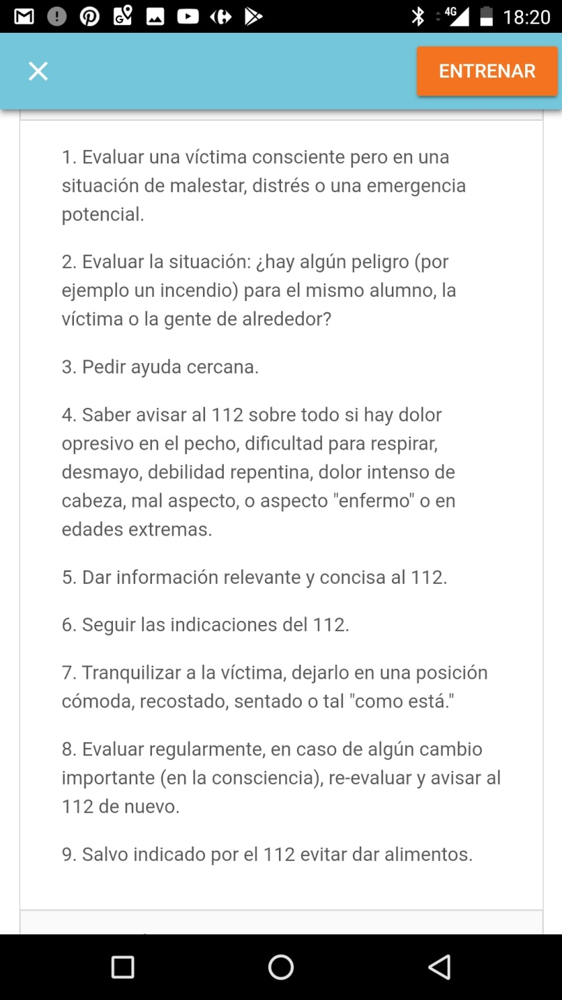 4G 18:20
ENTRENAR
1. Evaluar una víctima consciente pero en una
situación de malestar, distrés o una emergencia
potencial.
2. Evaluar la situación: ¿hay algún peligro (por
ejemplo un incendio) para el mismo alumno, la
víctima o la gente de alrededor?
3. Pedir ayuda cercana.
4. Saber avisar al 112 sobre todo si hay dolor
opresivo en el pecho, dificultad para respirar,
desmayo, debilidad repentina, dolor intenso de
cabeza, mal aspecto, o aspecto "enfermo" o en
edades extremas.
5. Dar información relevante y concisa al 112.
6. Seguir las indicaciones del 112.
7. Tranquilizar a la víctima, dejarlo en una posición
cómoda, recostado, sentado o tal "como está."
8. Evaluar regularmente, en caso de algún cambio
importante (en la consciencia), re-evaluar y avisar al
112 de nuevo.
9. Salvo indicado por el 112 evitar dar alimentos.